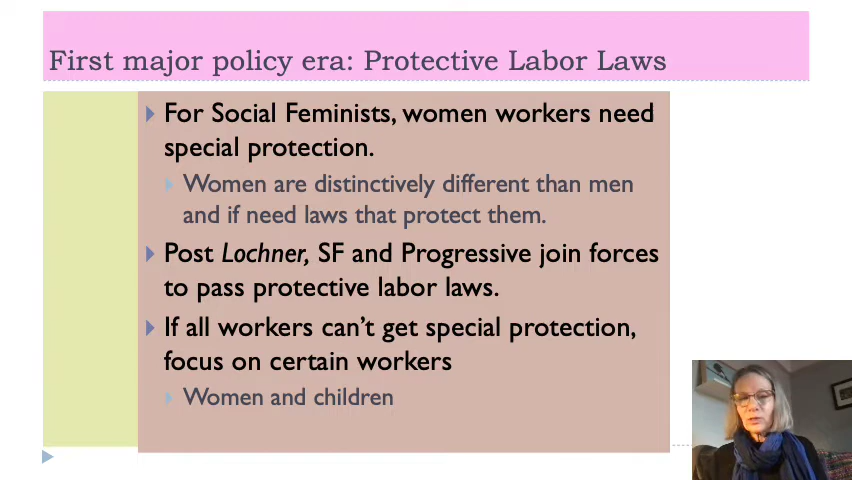 First major policy era: Protective Labor Laws
For Social Feminists, women workers need
special protection.
Women are distinctively different than men
and if need laws that protect them.
Post Lochner, SF and Progressive join forces
to pass protective labor laws.
If all workers can't get special protection,
focus on certain workers
Women and children